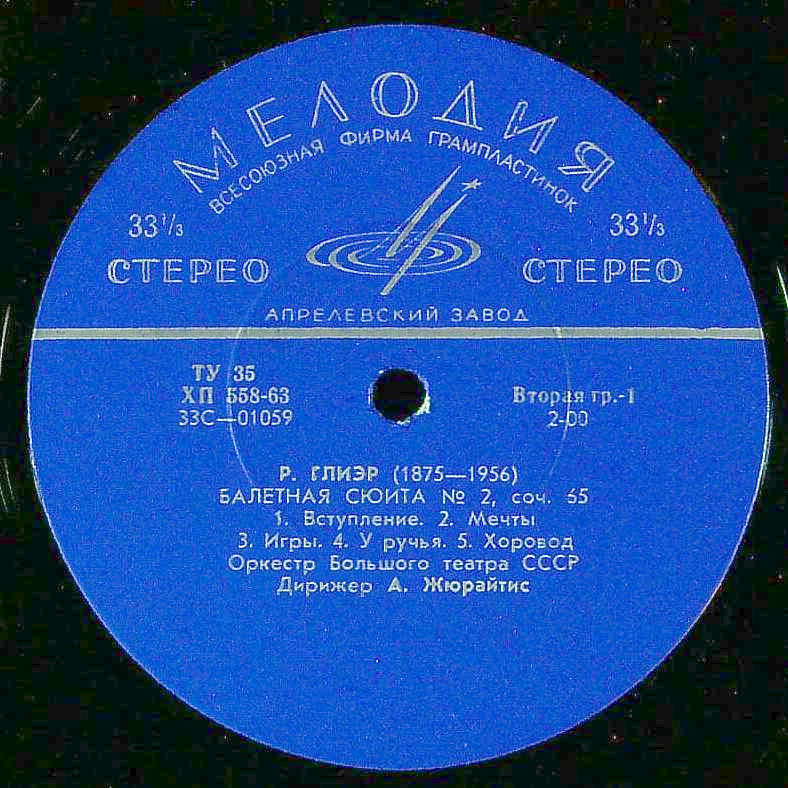 МЕЛОДИЯ
ВСЕСОЮЗНАЯ ФИРМА ГРАМПЛАСТИНОК
33⅓ 33⅓
СТЕРЕО СТЕРЕО
АПРЕЛЕВСКИЙ ЗАВОД
ТУ 35
ХП 558-63 Вторая гр.-1
33С—01059 2-00
Р. ГЛИЭР (1875—1956)
БАЛЕТНАЯ СЮИТА № 2, соч. 65
1. Вступление. 2. Мечты
3. Игры. 4. У ручья. 5. Хоровод
Оркестр Большого театра СССР
Дирижер А. Жюрайтис